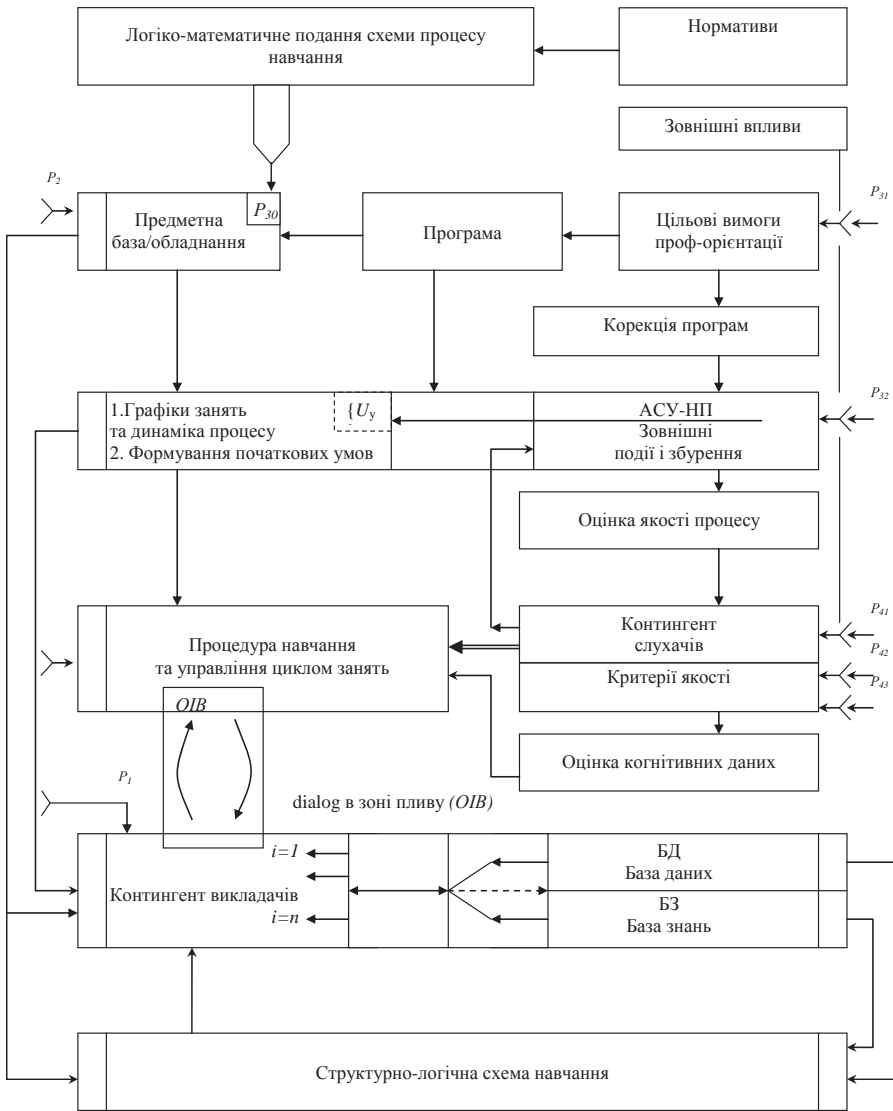 Логіко-математичне подання схеми процесу
навчання
Нормативи
Зовнішні впливи
P2
P30
P31
Предметна
база/обладнання
Програма
Цільові вимоги
проф-орієнтації
Корекція програм
1.Графіки занять
та динаміка процесу
2. Формування початкових умов
{Uу
АСУ-НП
Зовнішні
події і збурення
P32
Оцінка якості процесу
Процедура навчання
та управління циклом занять
Контингент
слухачів
Критерії якості
P41
P42
P43
ОІВ
Оцінка когнітивних даних
P1
dialog в зоні пливу (ОІВ)
i=1
Контингент викладачів
i=n
БД
База даних
БЗ
База знань
Структурно-логічна схема навчання